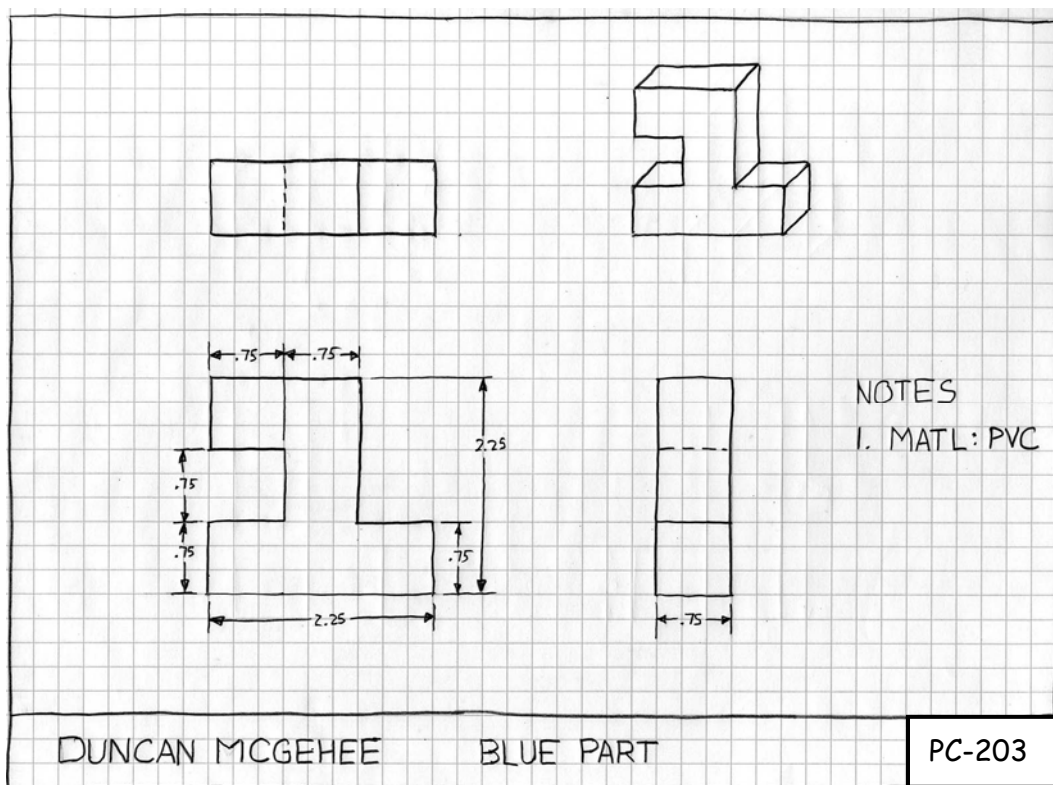 .75 .75
2.25
.75
.75
.75
2.25
.75
NOTES
1. MATL: PVC
DUNCAN MCGEHEE BLUE PART PC-203